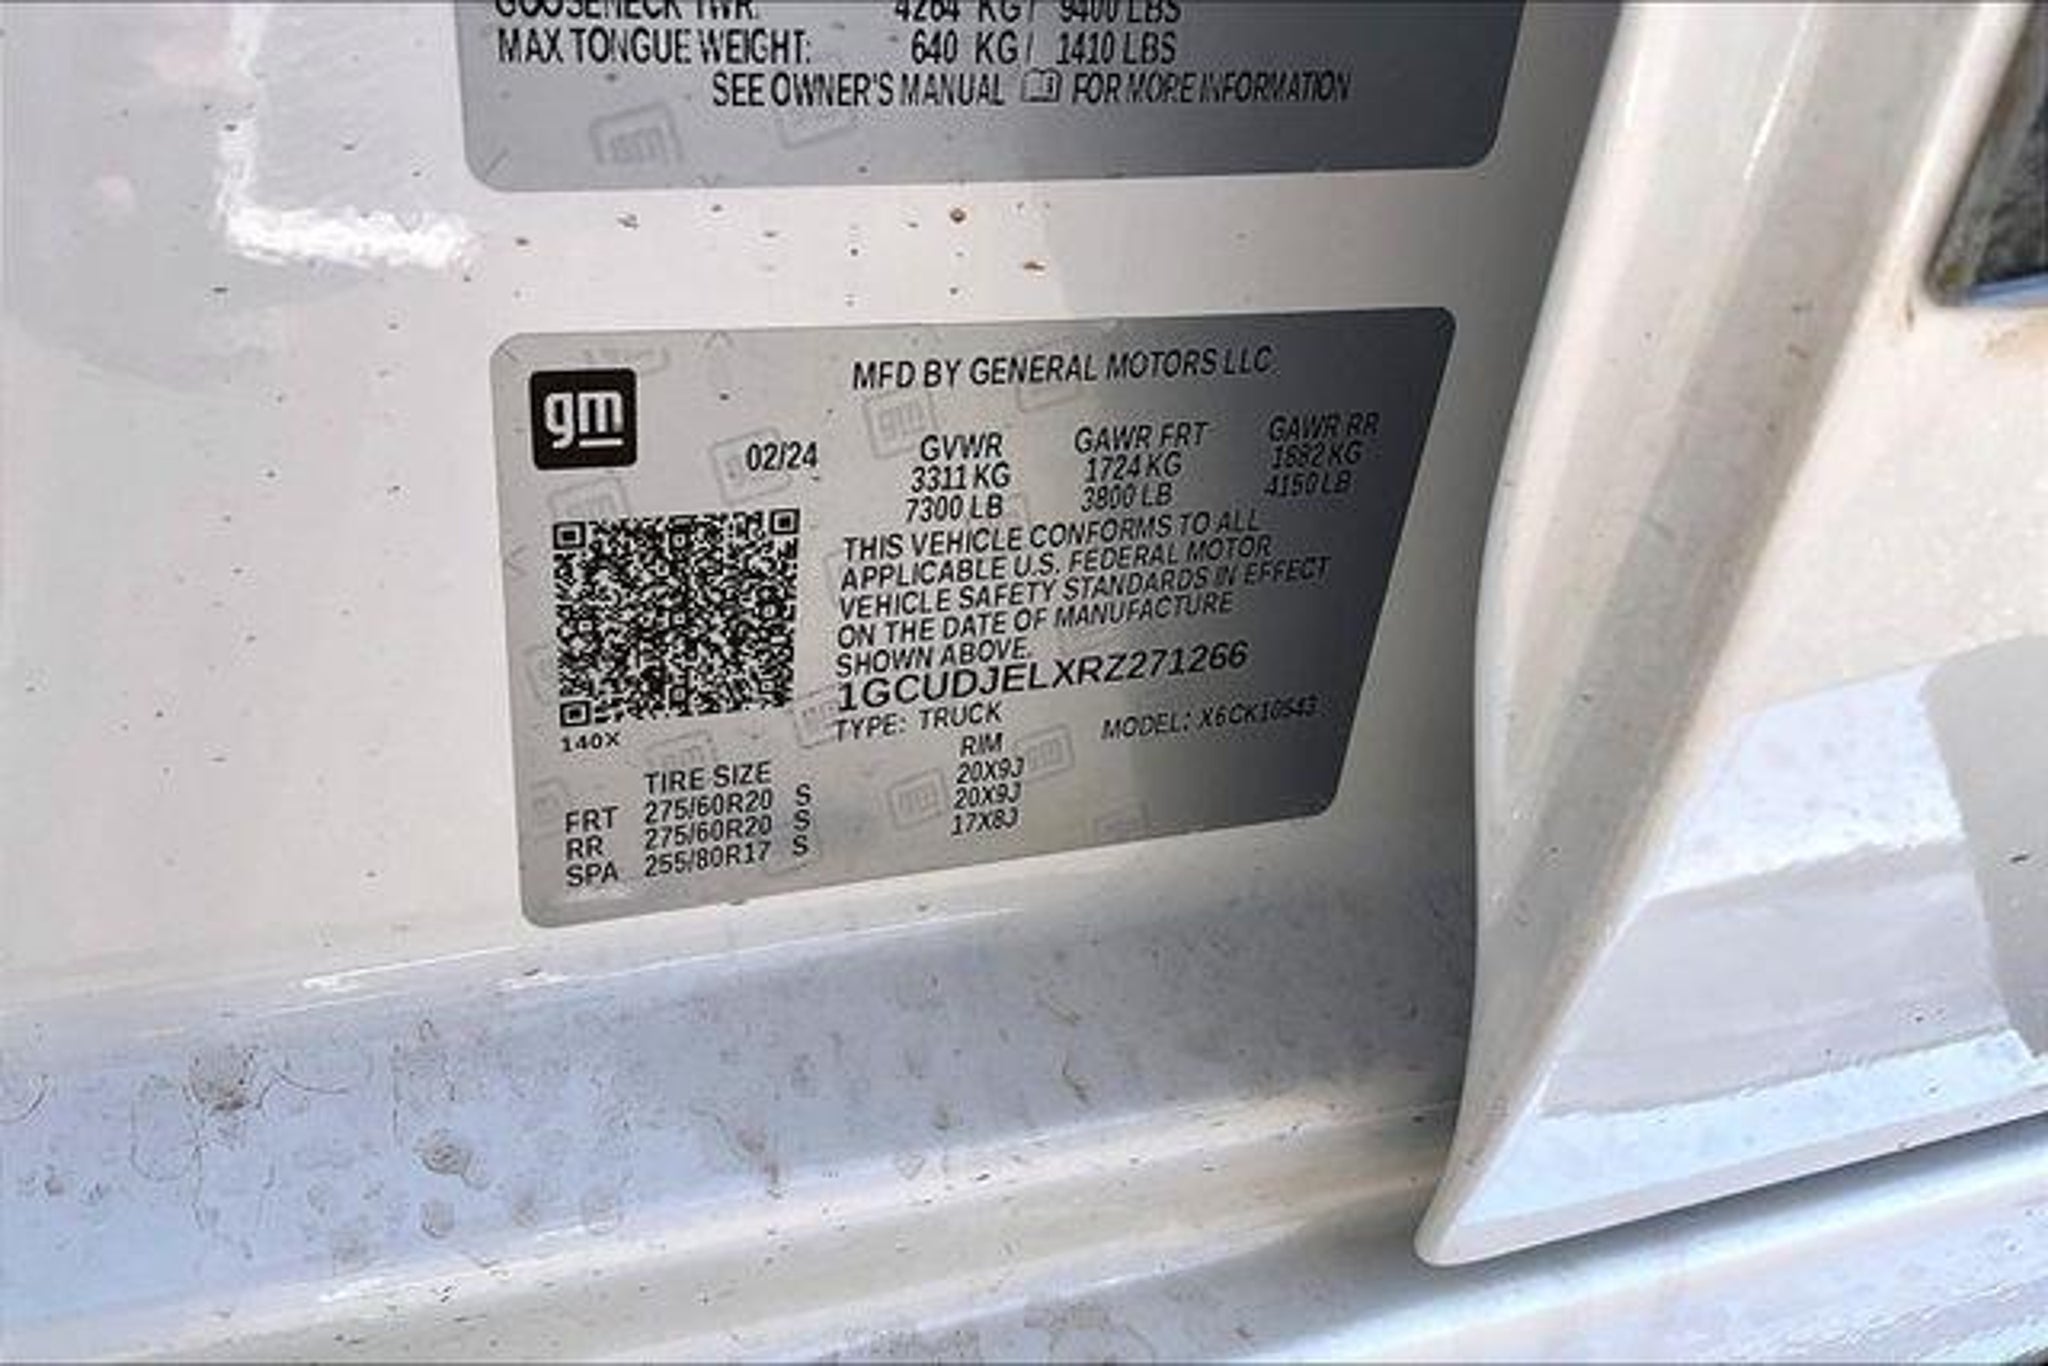 GOOSENECK TWR: 4264 KG / 9400 LBS
MAX TONGUE WEIGHT: 640 KG / 1410 LBS
SEE OWNER'S MANUAL FOR MORE INFORMATION
gm
MFD BY GENERAL MOTORS LLC
02/24 GVWR GAWR FRT GAWR RR
3311 KG 1724 KG 1882 KG
7300 LB 3800 LB 4150 LB
THIS VEHICLE CONFORMS TO ALL
APPLICABLE U.S. FEDERAL MOTOR
VEHICLE SAFETY STANDARDS IN EFFECT
ON THE DATE OF MANUFACTURE
SHOWN ABOVE.
1GCUDJELXRZ271266
TYPE: TRUCK MODEL: X6CK10543
140X
TIRE SIZE RIM
FRT 275/60R20 S 20X9J
RR 275/60R20 S 20X9J
SPA 255/80R17 S 17X8J